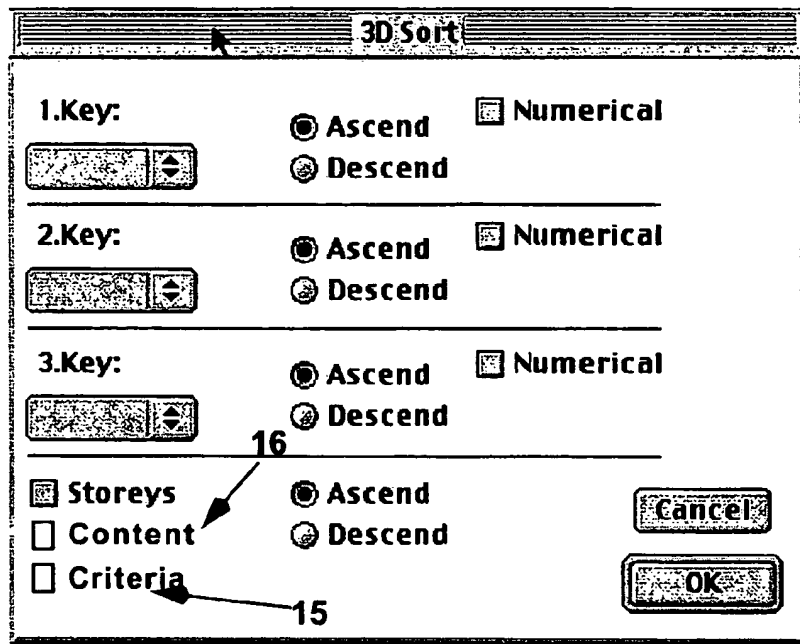 3D Sort
1.Key:
Ascend
Numerical
Descend
2.Key:
Ascend
Numerical
Descend
3.Key:
Ascend
Numerical
Descend
16
Storeys
Ascend
Cancel
Content
Descend
Criteria
OK
15